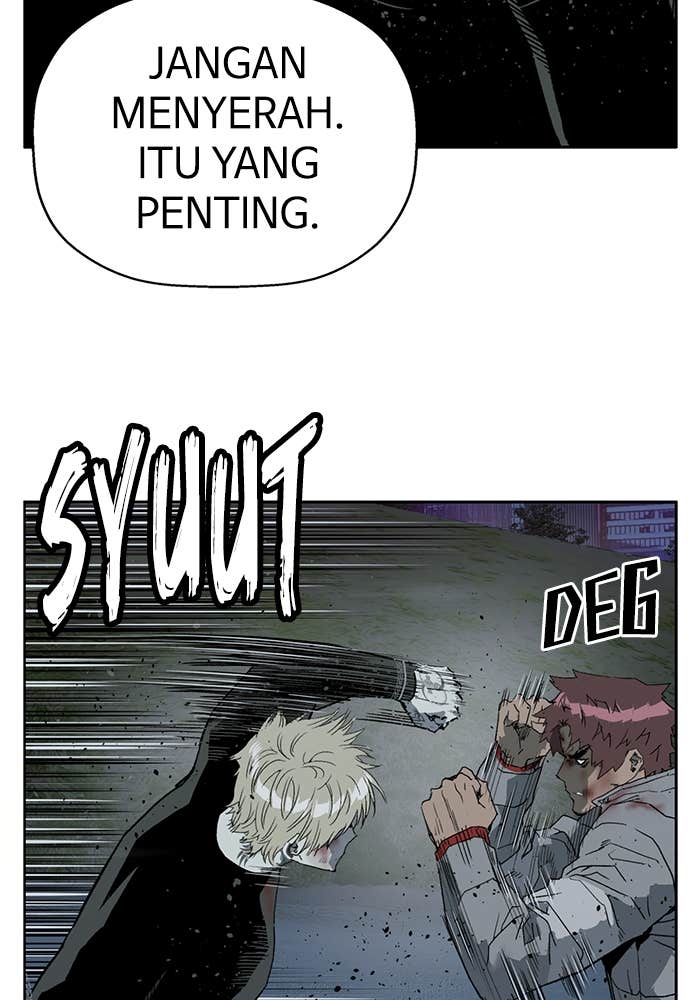 JANGAN
MENYERAH.
ITU YANG
PENTING.
SYUUT
DEG